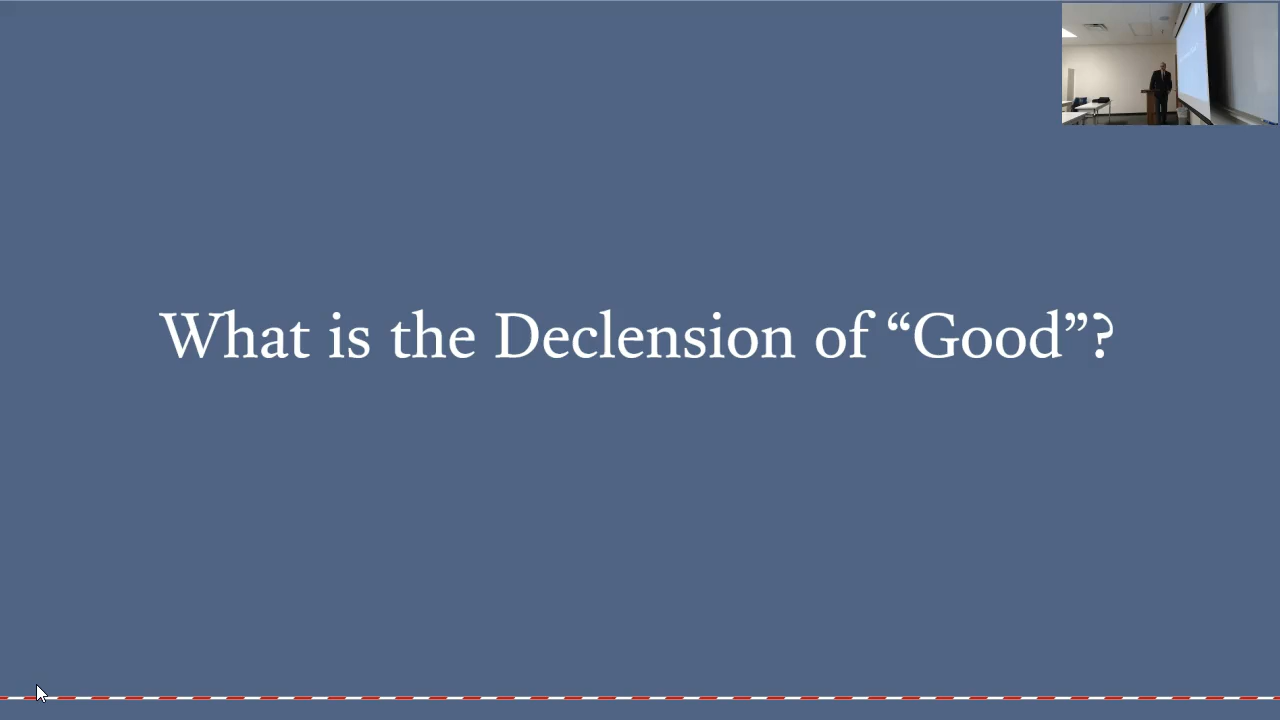 What is the Declension of “Good”?